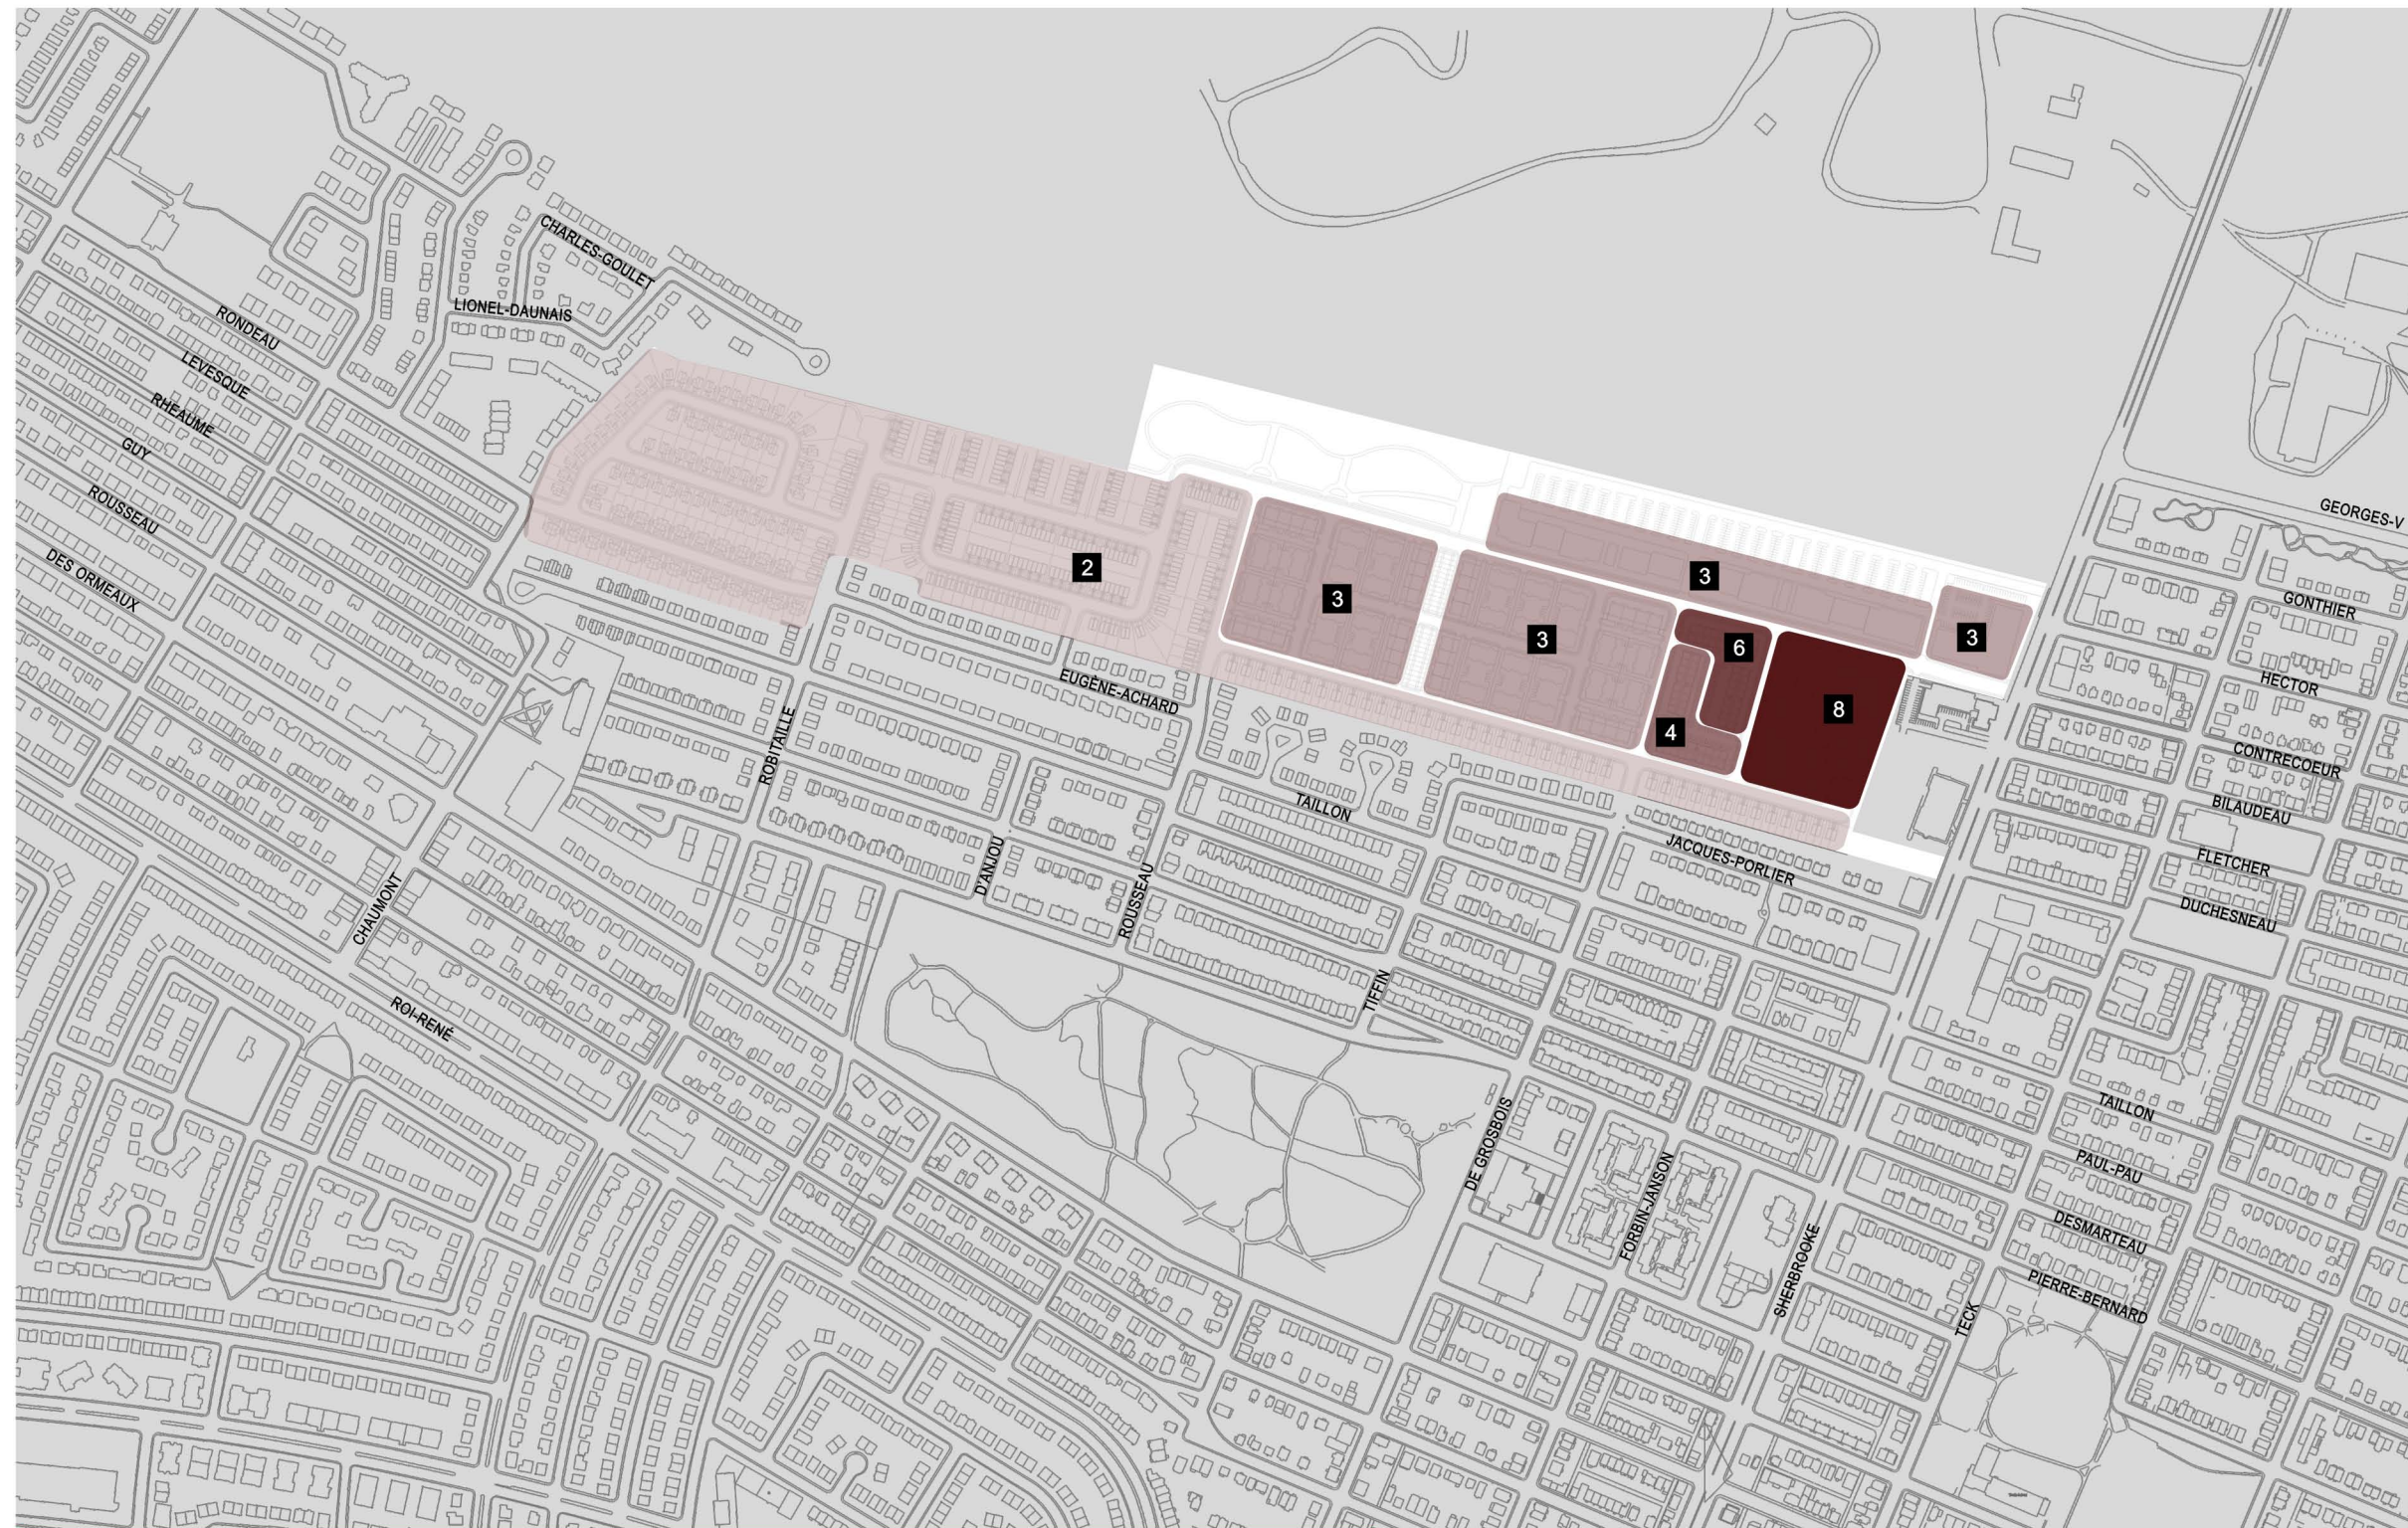 CHARLES-GOULET
LIONEL-DAUNAIS
RONDEAU
LEVESQUE
RHEAUME
GUY
ROUSSEAU
DES ORMEAUX
GEORGES-V
2
3
3
3
3
6
8
4
GONTHIER
HECTOR
CONTRECOEUR
BILAUDEAU
FLETCHER
DUCHESNEAU
EUGÈNE-ACHARD
ROBITAILLE
TAILLON
JACQUES-PORLIER
D'ANJOU
ROUSSEAU
CHAUMONT
TIFFIN
ROI-RENÉ
DE GROSBOIS
FORBIN-JANSON
SHERBROOKE
TECK
TAILLON
PAUL-PAU
DESMARTEAU
PIERRE-BERNARD